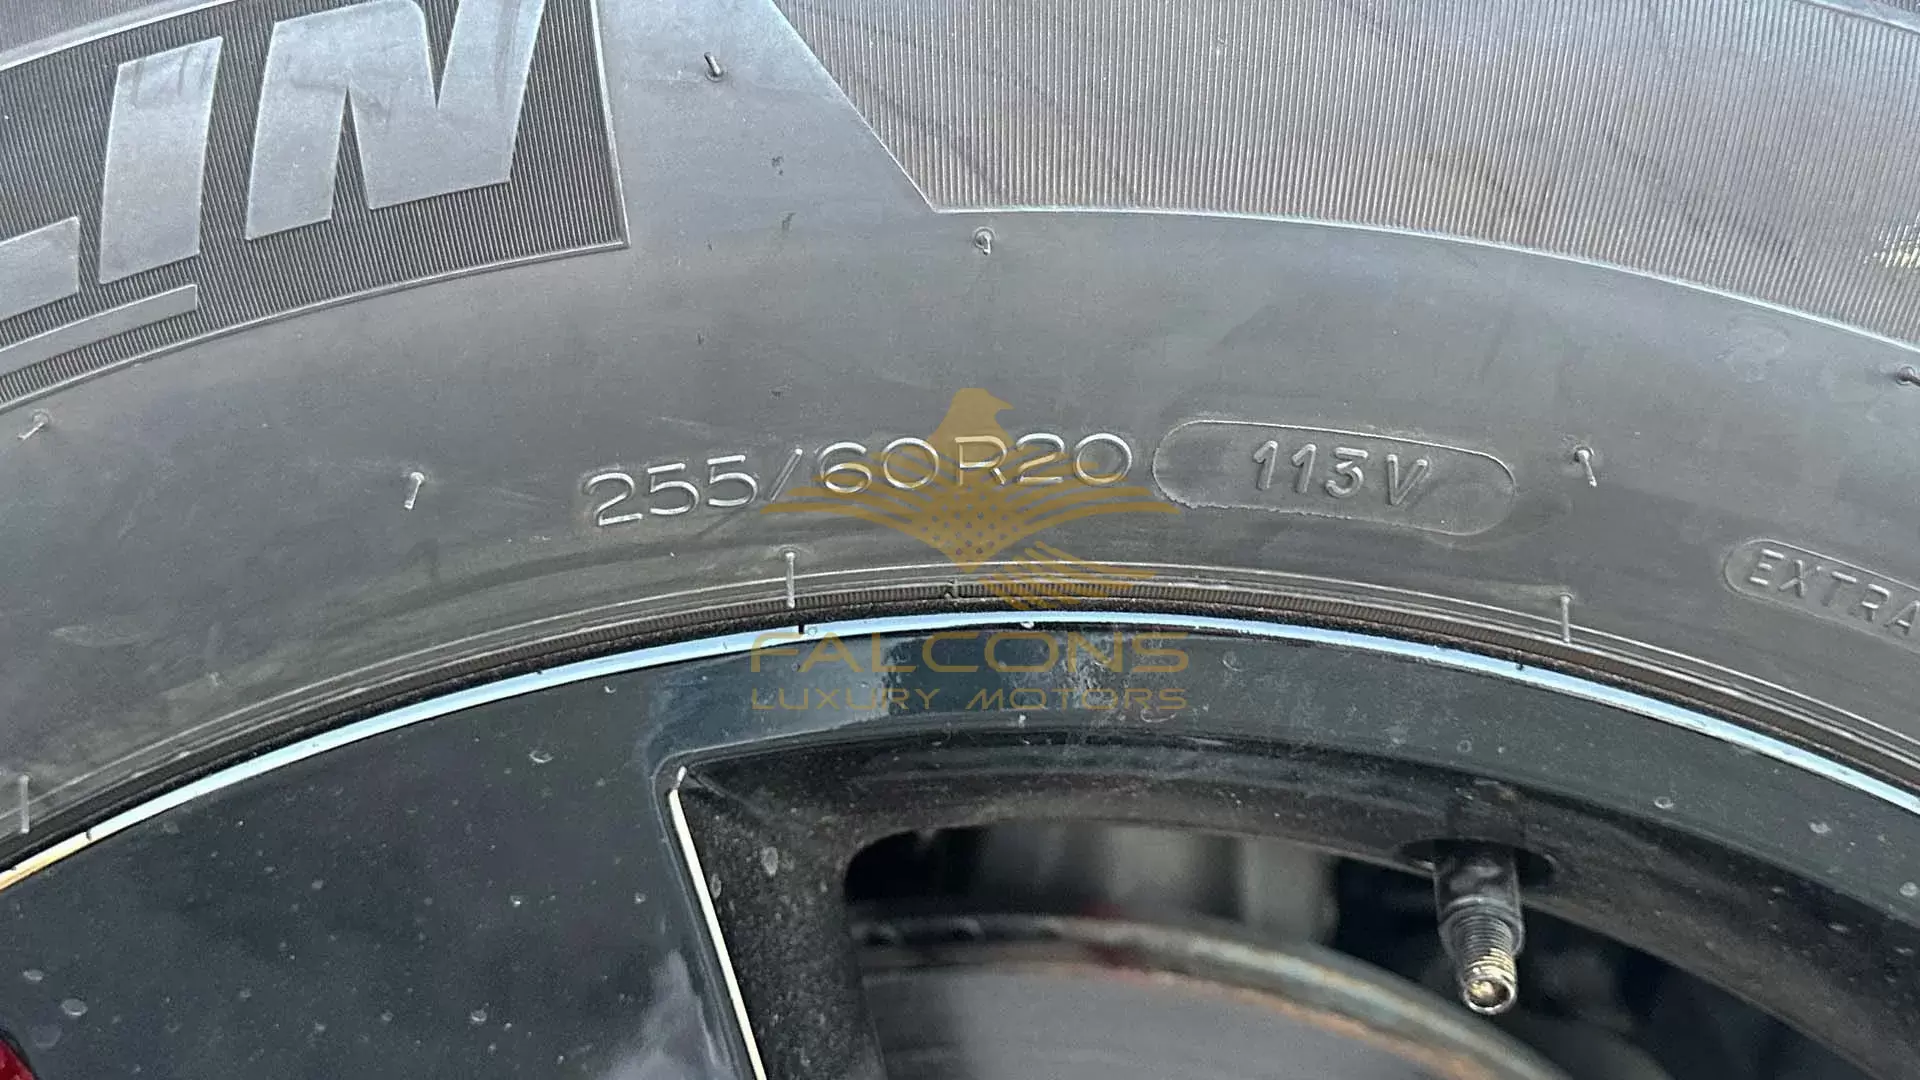 LIN
255/60R20 113V
EXTRA
FALCONS
LUXURY MOTORS